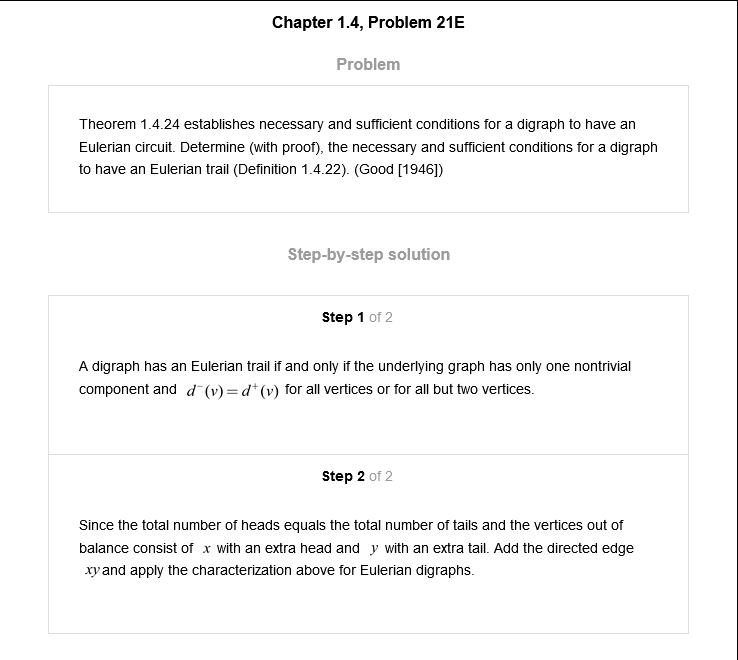 Chapter 1.4, Problem 21E
Problem
Theorem 1.4.24 establishes necessary and sufficient conditions for a digraph to have an
Eulerian circuit. Determine (with proof), the necessary and sufficient conditions for a digraph
to have an Eulerian trail (Definition 1.4.22). (Good [1946])
Step-by-step solution
Step 1 of 2
A digraph has an Eulerian trail if and only if the underlying graph has only one nontrivial
component and d⁻(v)=d⁺(v) for all vertices or for all but two vertices.
Step 2 of 2
Since the total number of heads equals the total number of tails and the vertices out of
balance consist of x with an extra head and y with an extra tail. Add the directed edge
xy and apply the characterization above for Eulerian digraphs.